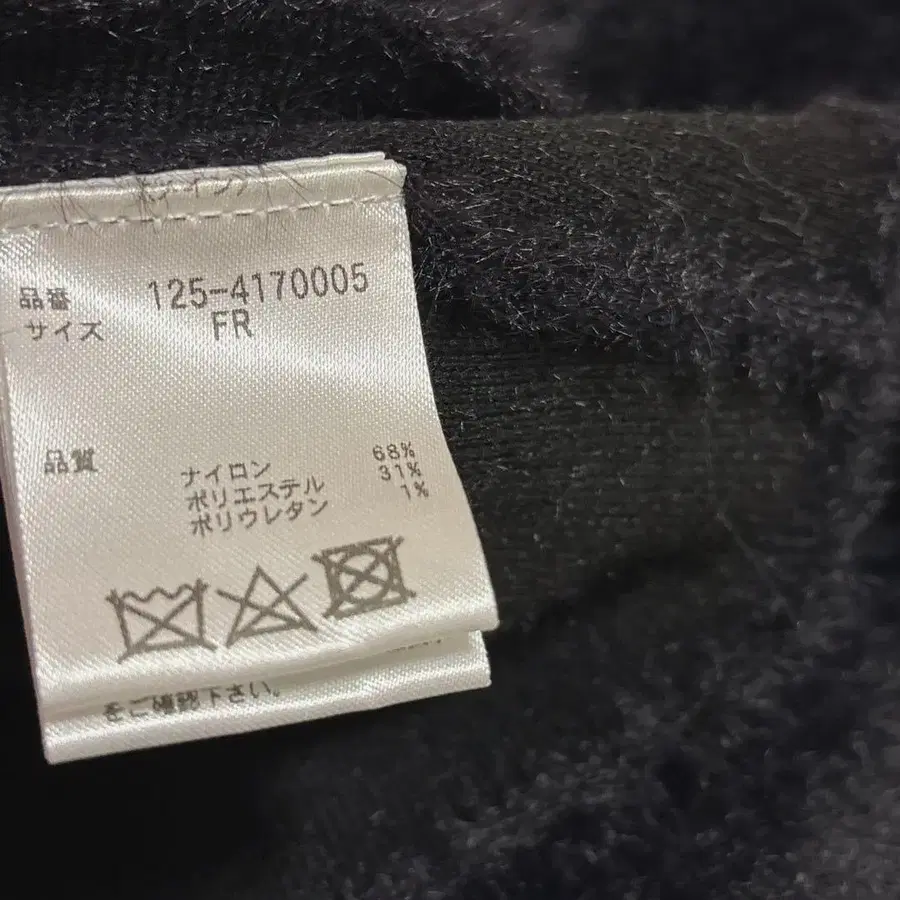 品番 125-4170005
サイズ FR
品質 ナイロン 68%
ポリエステル 31%
ポリウレタン 1%
をご確認下さい。